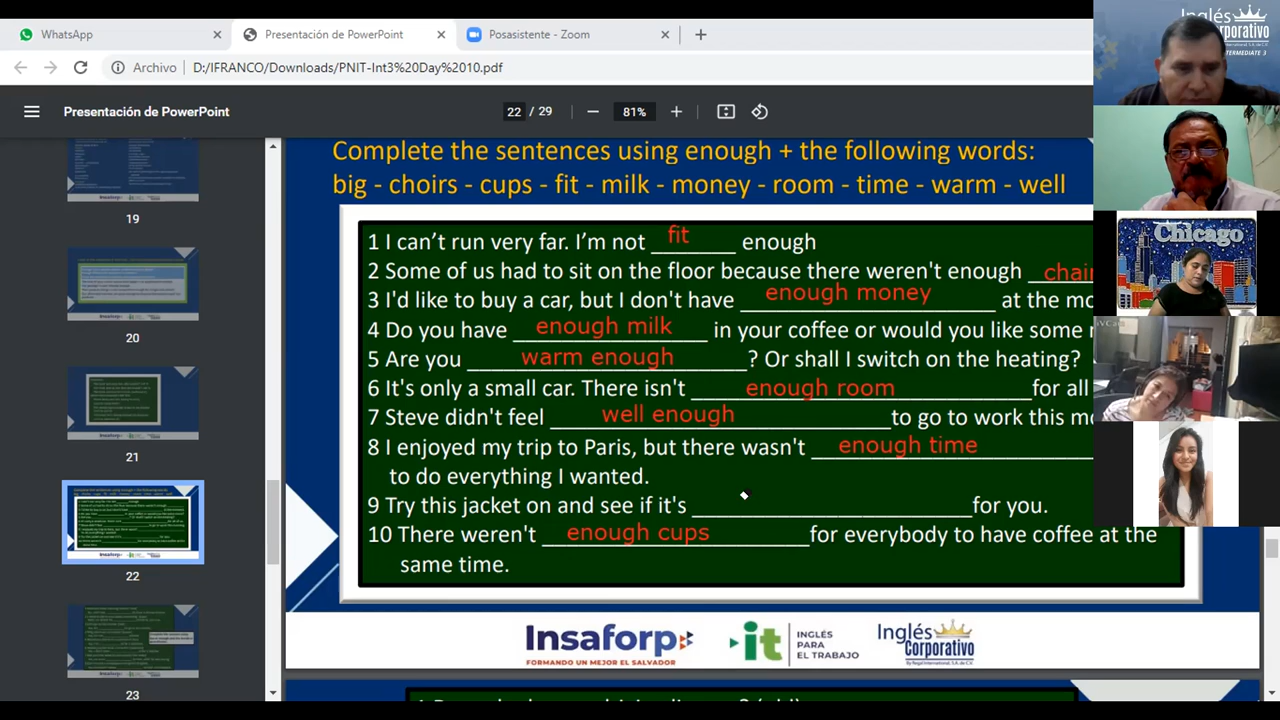 WhatsApp
Presentación de PowerPoint
Posasistente - Zoom
Archivo
D:/IFRANCO/Downloads/PNIT-Int3%20Day%2010.pdf
Presentación de PowerPoint
22 / 29
81%
19
20
21
22
23
Complete the sentences using enough + the following words:
big - choirs - cups - fit - milk - money - room - time - warm - well
1 I can't run very far. I'm not fit enough
2 Some of us had to sit on the floor because there weren't enough chair
3 I'd like to buy a car, but I don't have enough money at the mo
4 Do you have enough milk in your coffee or would you like some
5 Are you warm enough? Or shall I switch on the heating?
6 It's only a small car. There isn't enough room for all
7 Steve didn't feel well enough to go to work this mo
8 I enjoyed my trip to Paris, but there wasn't enough time
to do everything I wanted.
9 Try this jacket on and see if it's ____ for you.
10 There weren't enough cups for everybody to have coffee at the
same time.
insaforp
FORMANDO UN MEJOR EL SALVADOR
it
INGLÉS
PARA
EL TRABAJO
Inglés
Corporativo
By Regal International, S.A. de C.V.
Inglés
orporativo
NTERMEDIATE 3
Chicago